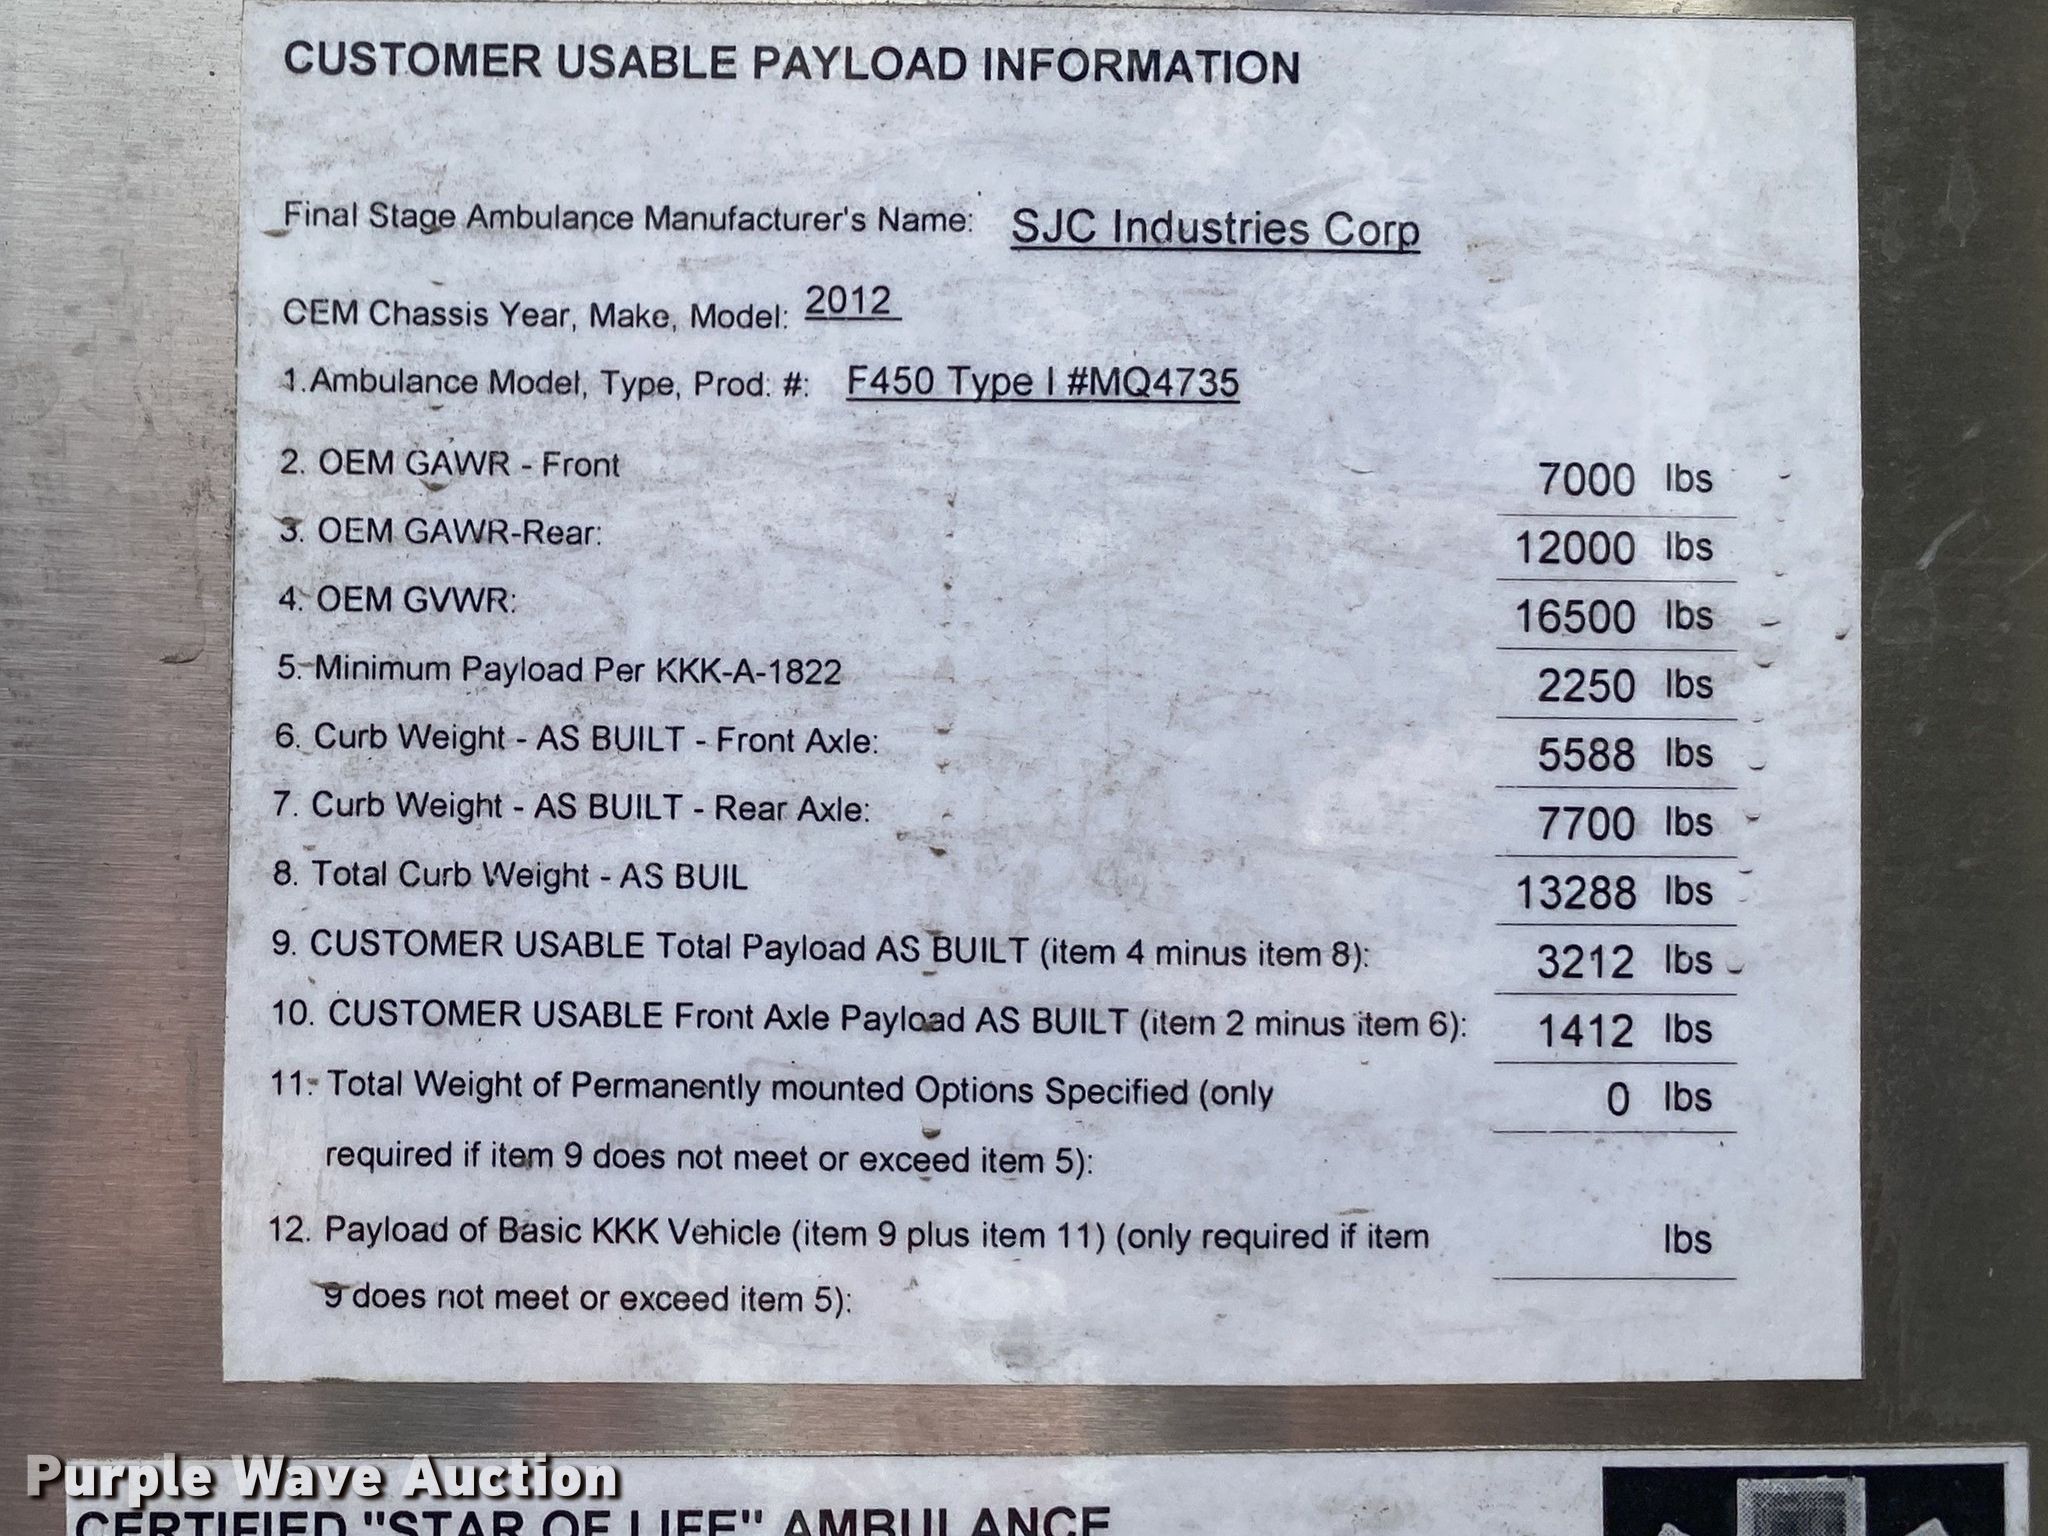 CUSTOMER USABLE PAYLOAD INFORMATION
Final Stage Ambulance Manufacturer's Name: SJC Industries Corp
OEM Chassis Year, Make, Model: 2012
1.Ambulance Model, Type, Prod. #: F450 Type I #MQ4735
2. OEM GAWR - Front 7000 lbs
3. OEM GAWR-Rear: 12000 lbs
4. OEM GVWR: 16500 lbs
5. Minimum Payload Per KKK-A-1822 2250 lbs
6. Curb Weight - AS BUILT - Front Axle: 5588 lbs
7. Curb Weight - AS BUILT - Rear Axle: 7700 lbs
8. Total Curb Weight - AS BUIL 13288 lbs
9. CUSTOMER USABLE Total Payload AS BUILT (item 4 minus item 8): 3212 lbs
10. CUSTOMER USABLE Front Axle Payload AS BUILT (item 2 minus item 6): 1412 lbs
11. Total Weight of Permanently mounted Options Specified (only 0 lbs
required if item 9 does not meet or exceed item 5):
12. Payload of Basic KKK Vehicle (item 9 plus item 11) (only required if item lbs
9 does not meet or exceed item 5):
Purple Wave Auction
CERTIFIED "STAR OF LIFE" AMBULANCE